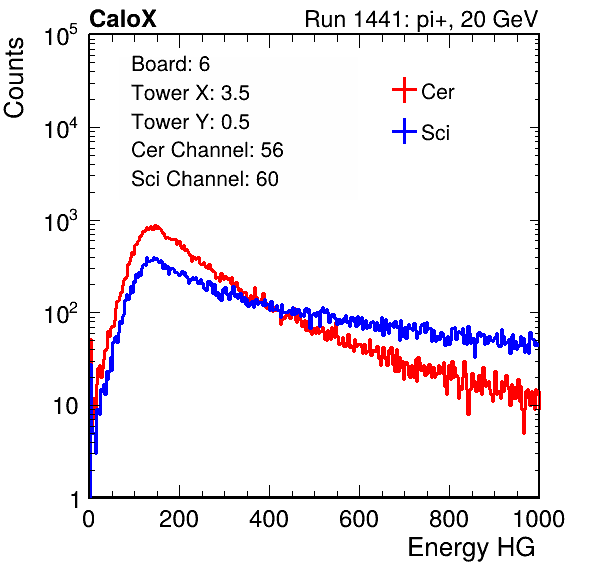 CaloX Run 1441: pi+, 20 GeV
Counts
10^5
10^4
10^3
10^2
10
1
Board: 6
Tower X: 3.5
Tower Y: 0.5
Cer Channel: 56
Sci Channel: 60
Cer
Sci
0 200 400 600 800 1000
Energy HG